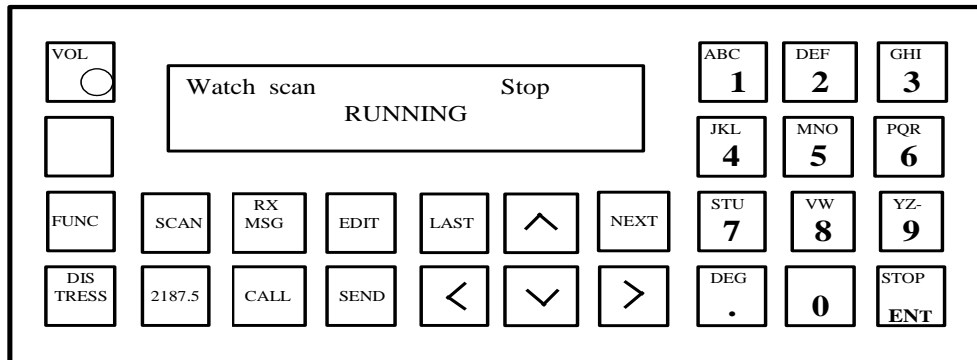 VOL
Watch scan Stop
RUNNING
ABC DEF GHI
1 2 3
JKL MNO PQR
4 5 6
FUNC SCAN RX MSG EDIT LAST NEXT
STU VW YZ-
7 8 9
DIS TRESS 2187.5 CALL SEND < >
DEG STOP
. 0 ENT